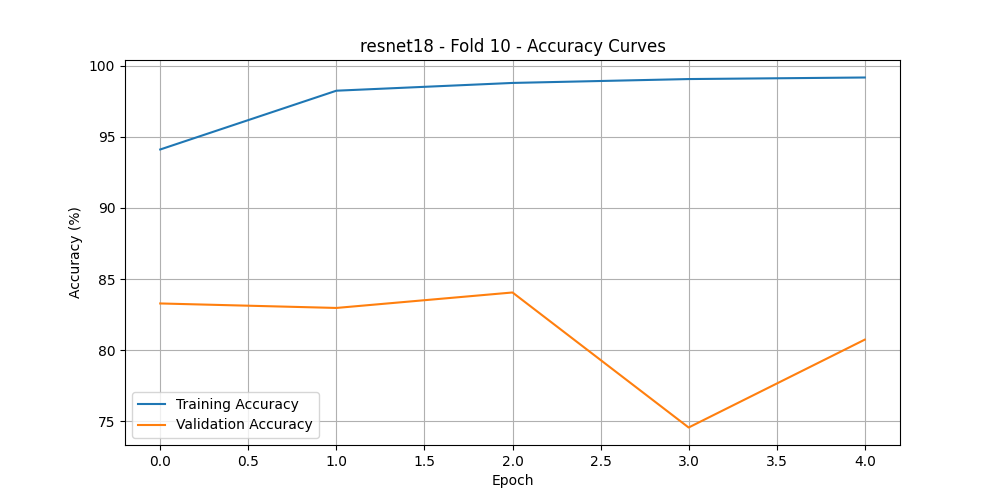 resnet18 - Fold 10 - Accuracy Curves
100
95
90
85
80
75
Accuracy (%)
Training Accuracy
Validation Accuracy
0.0 0.5 1.0 1.5 2.0 2.5 3.0 3.5 4.0
Epoch